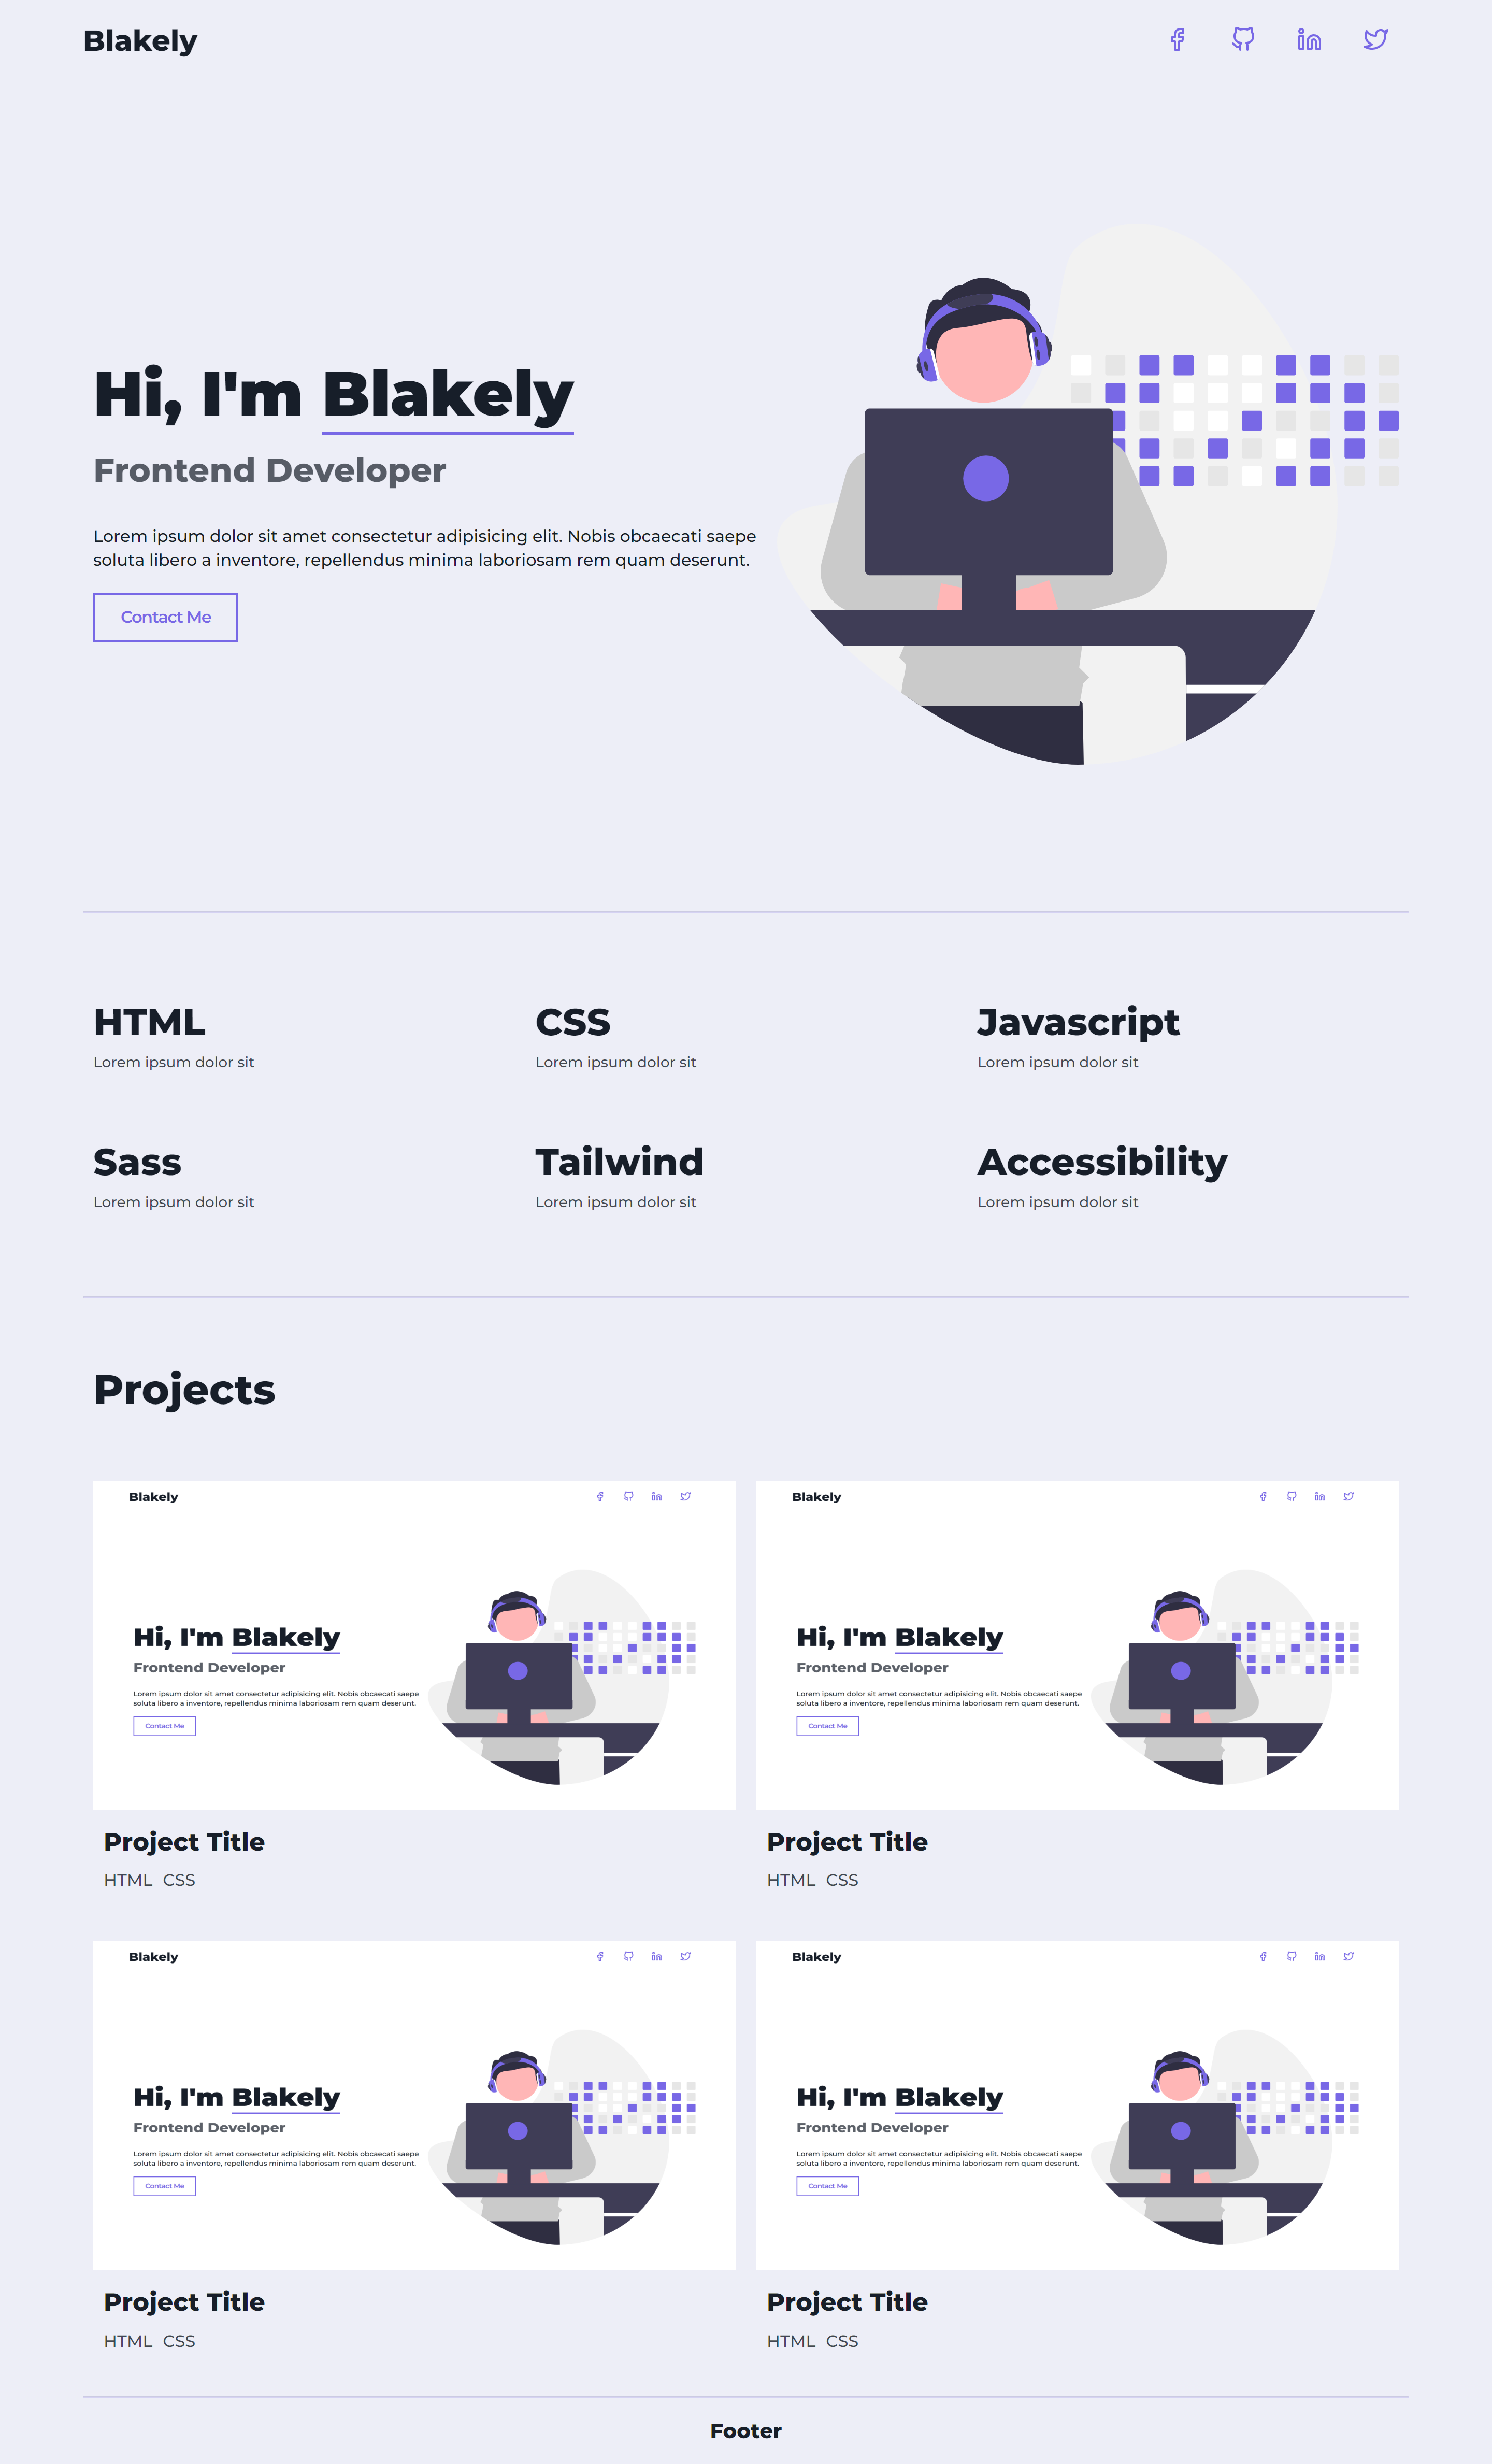 Blakely
Hi, I'm Blakely
Frontend Developer
Lorem ipsum dolor sit amet consectetur adipisicing elit. Nobis obcaecati saepe
soluta libero a inventore, repellendus minima laboriosam rem quam deserunt.
Contact Me
HTML
Lorem ipsum dolor sit
CSS
Lorem ipsum dolor sit
Javascript
Lorem ipsum dolor sit
Sass
Lorem ipsum dolor sit
Tailwind
Lorem ipsum dolor sit
Accessibility
Lorem ipsum dolor sit
Projects
Blakely
Hi, I'm Blakely
Frontend Developer
Lorem ipsum dolor sit amet consectetur adipisicing elit. Nobis obcaecati saepe
soluta libero a inventore, repellendus minima laboriosam rem quam deserunt.
Contact Me
Project Title
HTML CSS
Blakely
Hi, I'm Blakely
Frontend Developer
Lorem ipsum dolor sit amet consectetur adipisicing elit. Nobis obcaecati saepe
soluta libero a inventore, repellendus minima laboriosam rem quam deserunt.
Contact Me
Project Title
HTML CSS
Blakely
Hi, I'm Blakely
Frontend Developer
Lorem ipsum dolor sit amet consectetur adipisicing elit. Nobis obcaecati saepe
soluta libero a inventore, repellendus minima laboriosam rem quam deserunt.
Contact Me
Project Title
HTML CSS
Blakely
Hi, I'm Blakely
Frontend Developer
Lorem ipsum dolor sit amet consectetur adipisicing elit. Nobis obcaecati saepe
soluta libero a inventore, repellendus minima laboriosam rem quam deserunt.
Contact Me
Project Title
HTML CSS
Footer